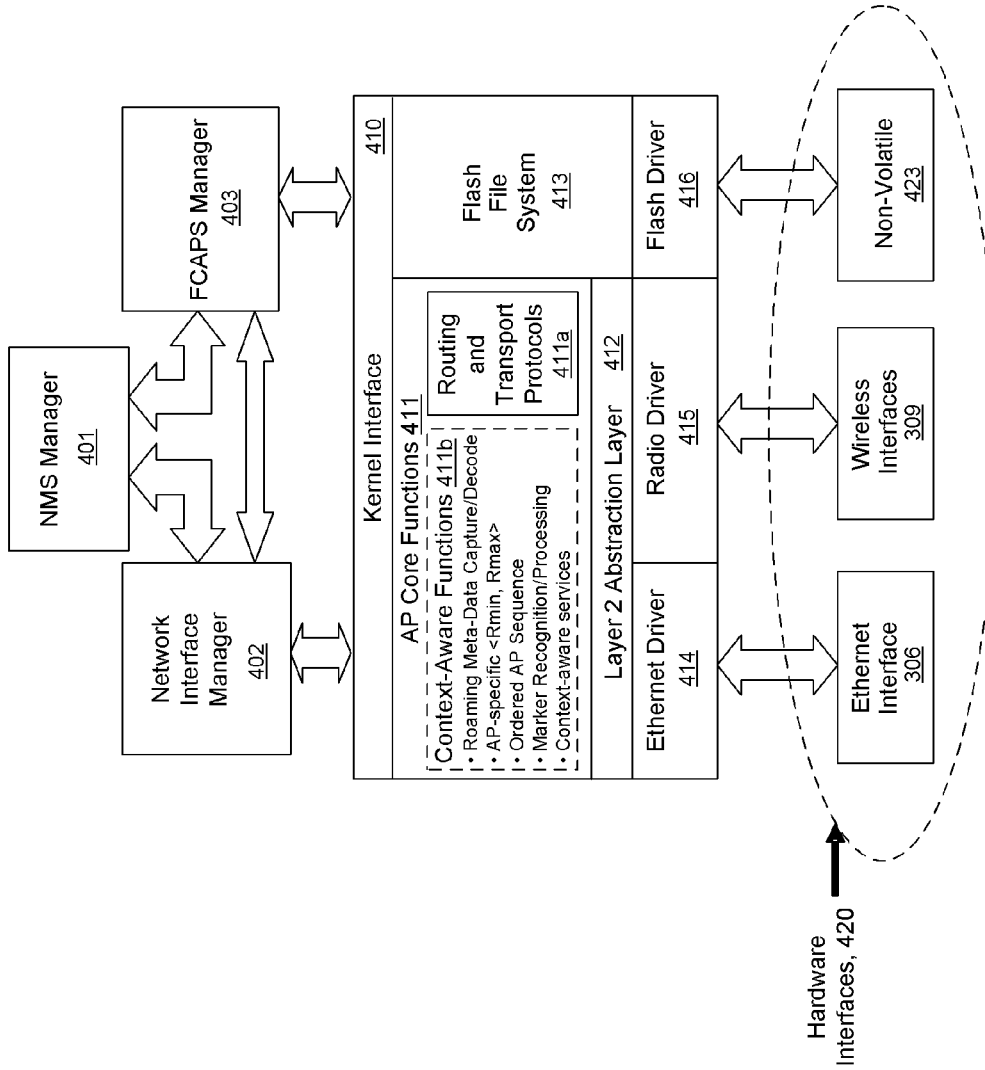 NMS Manager
401
Network
Interface
Manager
402
FCAPS Manager
403
Kernel Interface
410
AP Core Functions 411
Context-Aware Functions 411b
• Roaming Meta-Data Capture/Decode
• AP-specific <Rmin, Rmax>
• Ordered AP Sequence
• Marker Recognition/Processing
• Context-aware services
Routing
and
Transport
Protocols
411a
Flash
File
System
413
Layer 2 Abstraction Layer 412
Ethernet Driver
414
Radio Driver
415
Flash Driver
416
Hardware
Interfaces, 420
Ethernet
Interface
306
Wireless
Interfaces
309
Non-Volatile
423